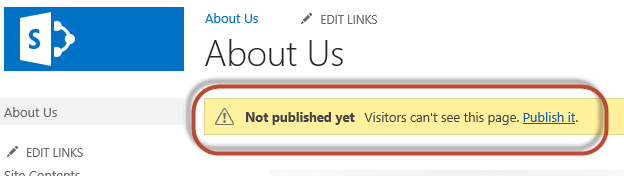 S
About Us
EDIT LINKS
About Us
Not published yet Visitors can't see this page. Publish it.
About Us
EDIT LINKS
Site Contents